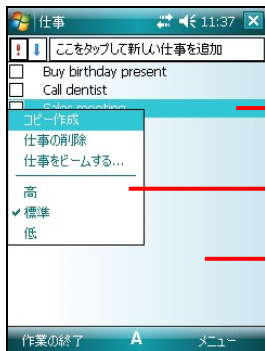 仕事 11:37
! ここをタップして新しい仕事を追加
Buy birthday present
Call dentist
Sales meeting
コピー作成
仕事の削除
仕事をビームする...
高
標準
低
作業の終了 A メニュー